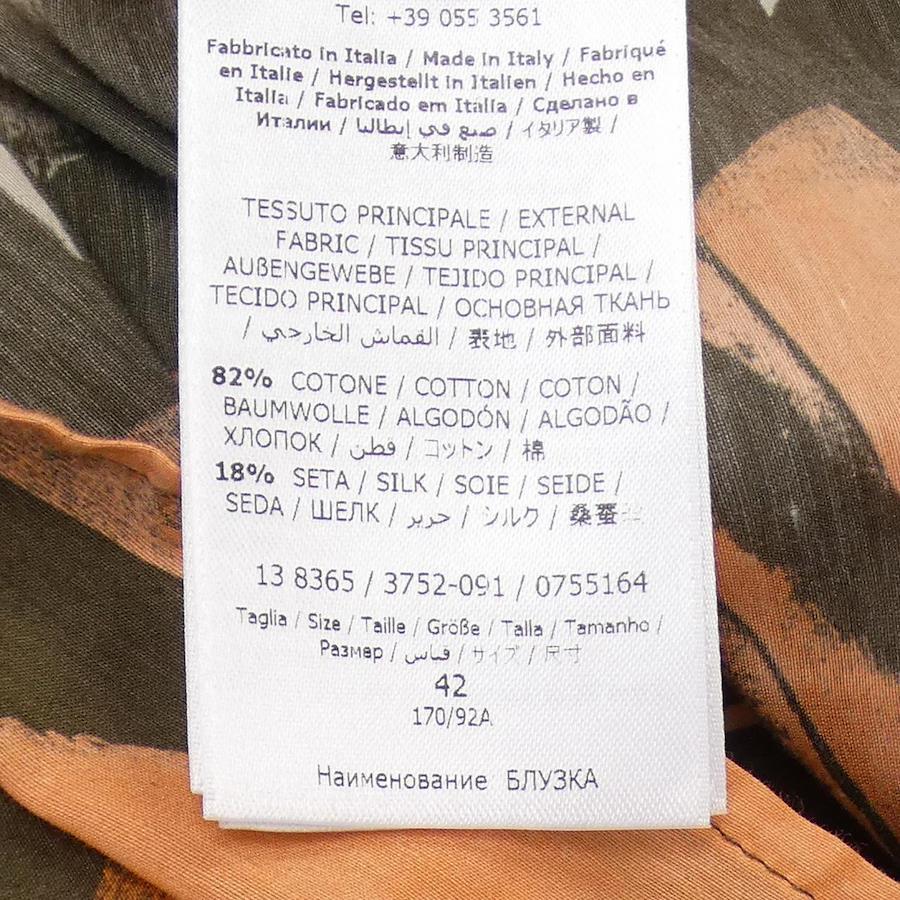 Tel: +39 055 3561
Fabbricato in Italia / Made in Italy / Fabriqué
en Italie / Hergestellt in Italien / Hecho en
Italia / Fabricado em Itália / Сделано в
Италии / صنع في إيطاليا / イタリア製 /
意大利制造
TESSUTO PRINCIPALE / EXTERNAL
FABRIC / TISSU PRINCIPAL /
AUßENGEWEBE / TEJIDO PRINCIPAL /
TECIDO PRINCIPAL / ОСНОВНАЯ ТКАНЬ
/ القماش الخارجي / 表地 / 外部面料
82% COTONE / COTTON / COTON /
BAUMWOLLE / ALGODÓN / ALGODÃO /
ХЛОПОК / قطن / コットン / 棉
18% SETA / SILK / SOIE / SEIDE /
SEDA / ШЕЛК / حرير / シルク / 桑蚕丝
13 8365 / 3752-091 / 0755164
Taglia / Size / Taille / Größe / Talla / Tamanho /
Размер / قياس / サイズ / 尺寸
42
170/92A
Наименование БЛУЗКА